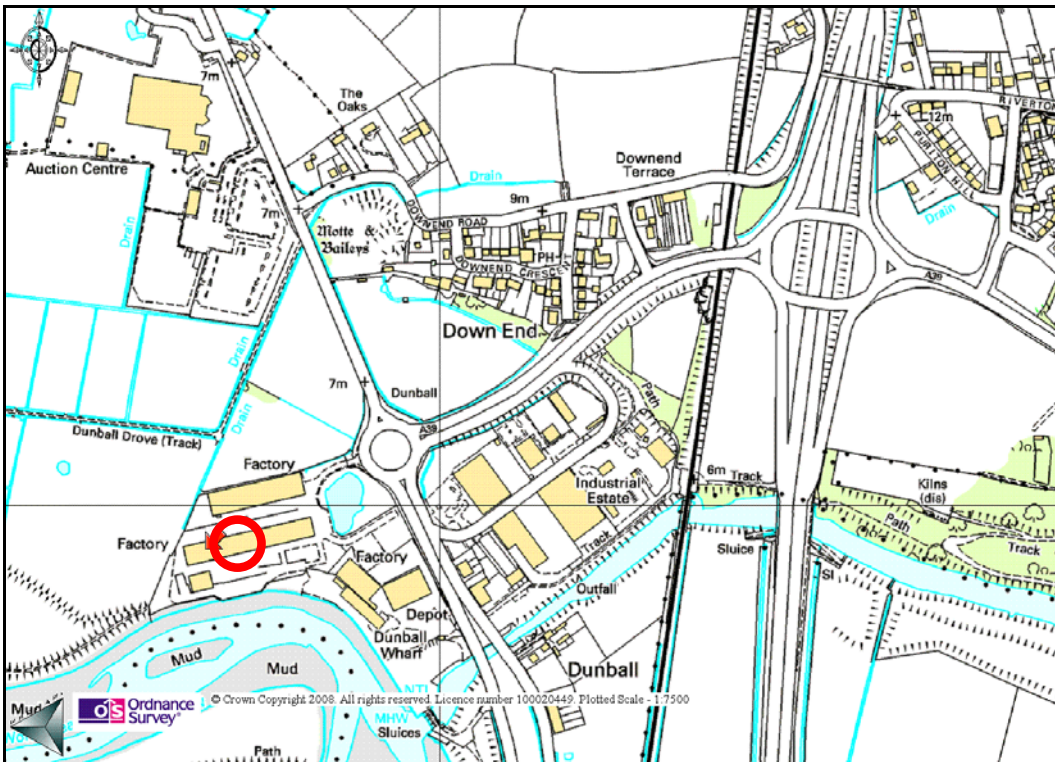 7m
The
Oaks
RIVERTON
12m
PURITON HILL
Auction Centre
Downend
Terrace
Drain
7m
9m
DOWNEND ROAD
Drain
Motte &
Baileys
PH
DOWNEND CRESCENT
Drain
A39
Down End
Drain
7m
Dunball
Path
A39
Drain
Dunball Drove (Track)
Factory
Industrial
Estate
6m
Track
Kilns
(dis)
Path
Factory
Factory
Track
Sluice
Track
Sl
Outfall
Depot
Dunball
Wharf
Dunball
Mud
Mud
Mud
NTL
Ordnance
Survey®
© Crown Copyright 2008. All rights reserved. Licence number 100020449. Plotted Scale - 1:7500
MHW
Sluices
Path